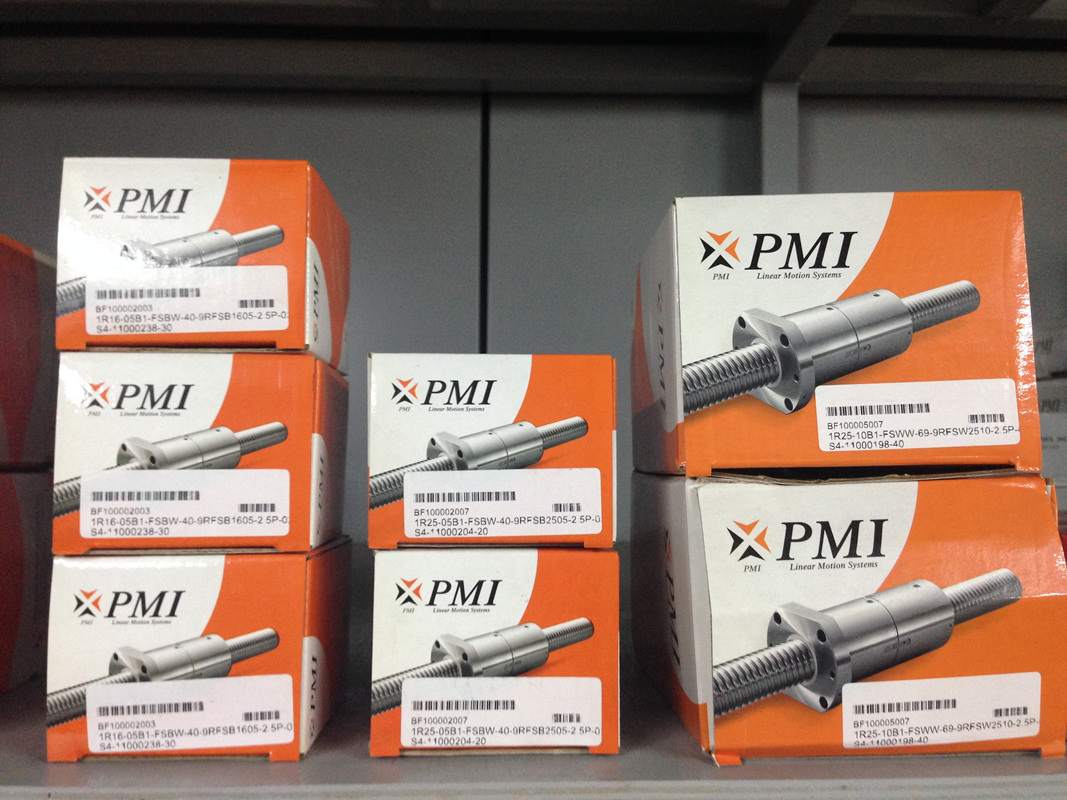 PMI
PMI
Linear Motion Systems
BF100002003
1R16-05B1-FSBW-40-9RFSB1605-2.5P-0
S4-11000238-30
PMI
PMI
PMI
Linear Motion Systems
BF100002003
1R16-05B1-FSBW-40-9RFSB1605-2.5P-0
S4-11000238-30
PMI
PMI
PMI
Linear Motion Systems
BF100002003
1R16-05B1-FSBW-40-9RFSB1605-2.5P-0
S4-11000238-30
PMI
PMI
PMI
Linear Motion Systems
BF100002007
1R25-05B1-FSBW-40-9RFSB2505-2.5P-0
S4-11000204-20
PMI
PMI
Linear Motion Systems
BF100002007
1R25-05B1-FSBW-40-9RFSB2505-2.5P-0
S4-11000204-20
PMI
PMI
Linear Motion Systems
BF100005007
1R25-10B1-FSWW-69-9RFSW2510-2.5P-
S4-11000198-40
PMI
PMI
PMI
Linear Motion Systems
BF100005007
1R25-10B1-FSWW-69-9RFSW2510-2.5P-
S4-11000198-40
PMI
PMI